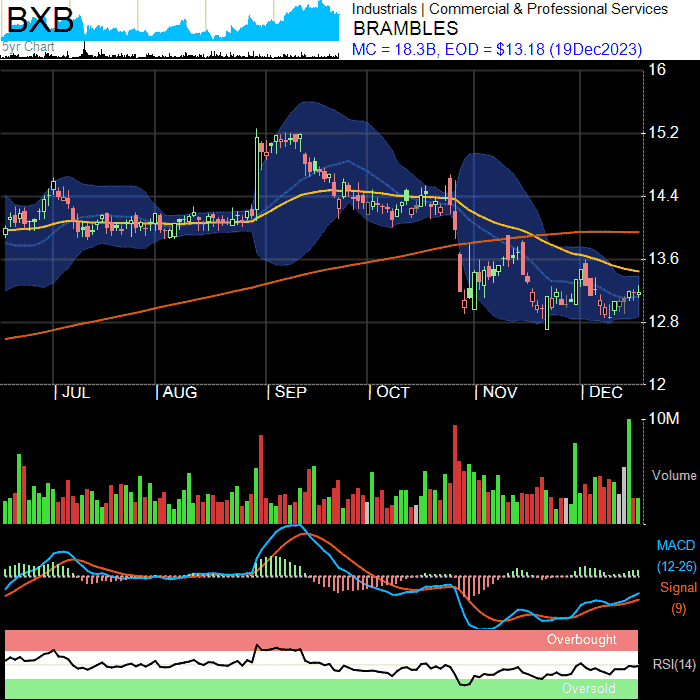 BXB
5yr Chart
Industrials | Commercial & Professional Services
BRAMBLES
MC = 18.3B, EOD = $13.18 (19Dec2023)
16
15.2
14.4
13.6
12.8
12
JUL AUG SEP OCT NOV DEC
10M
Volume
MACD
(12-26)
Signal
(9)
Overbought
RSI(14)
Oversold